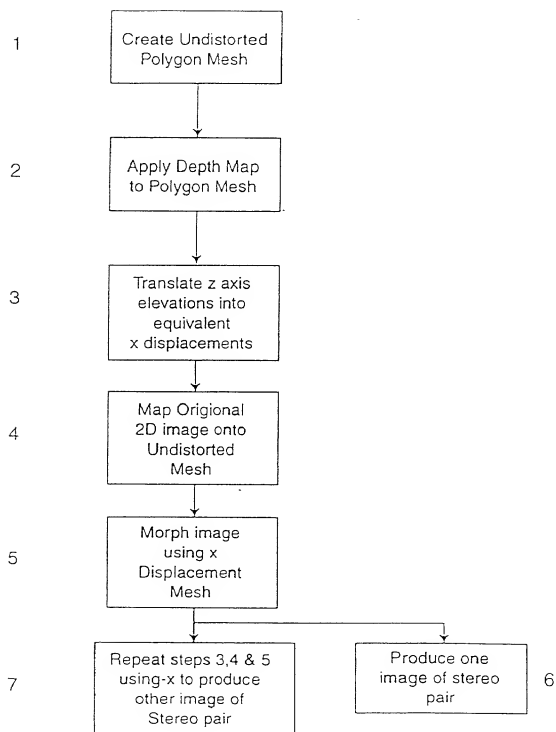 1
Create Undistorted
Polygon Mesh
2
Apply Depth Map
to Polygon Mesh
3
Translate z axis
elevations into
equivalent
x displacements
4
Map Origional
2D image onto
Undistorted
Mesh
5
Morph image
using x
Displacement
Mesh
7
Repeat steps 3,4 & 5
using-x to produce
other image of
Stereo pair
Produce one
image of stereo
pair
6